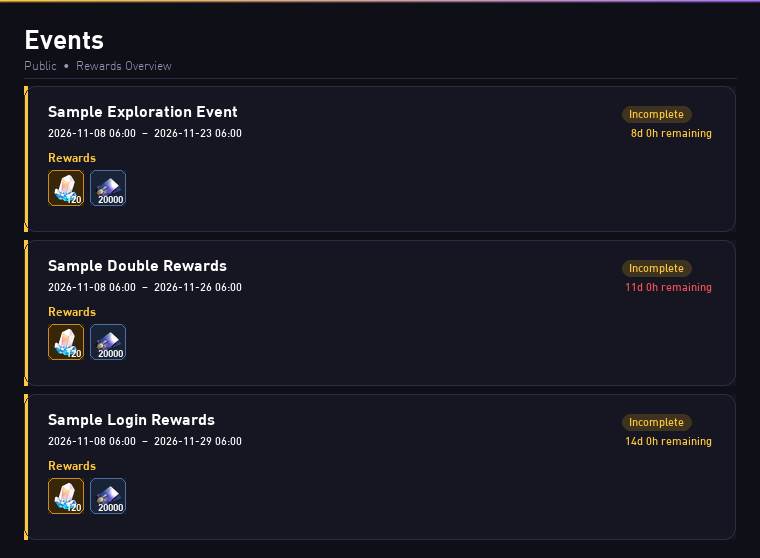 Events
Public • Rewards Overview
Sample Exploration Event
Incomplete
2026-11-08 06:00 – 2026-11-23 06:00
8d 0h remaining
Rewards
120
20000
Sample Double Rewards
Incomplete
2026-11-08 06:00 – 2026-11-26 06:00
11d 0h remaining
Rewards
120
20000
Sample Login Rewards
Incomplete
2026-11-08 06:00 – 2026-11-29 06:00
14d 0h remaining
Rewards
120
20000